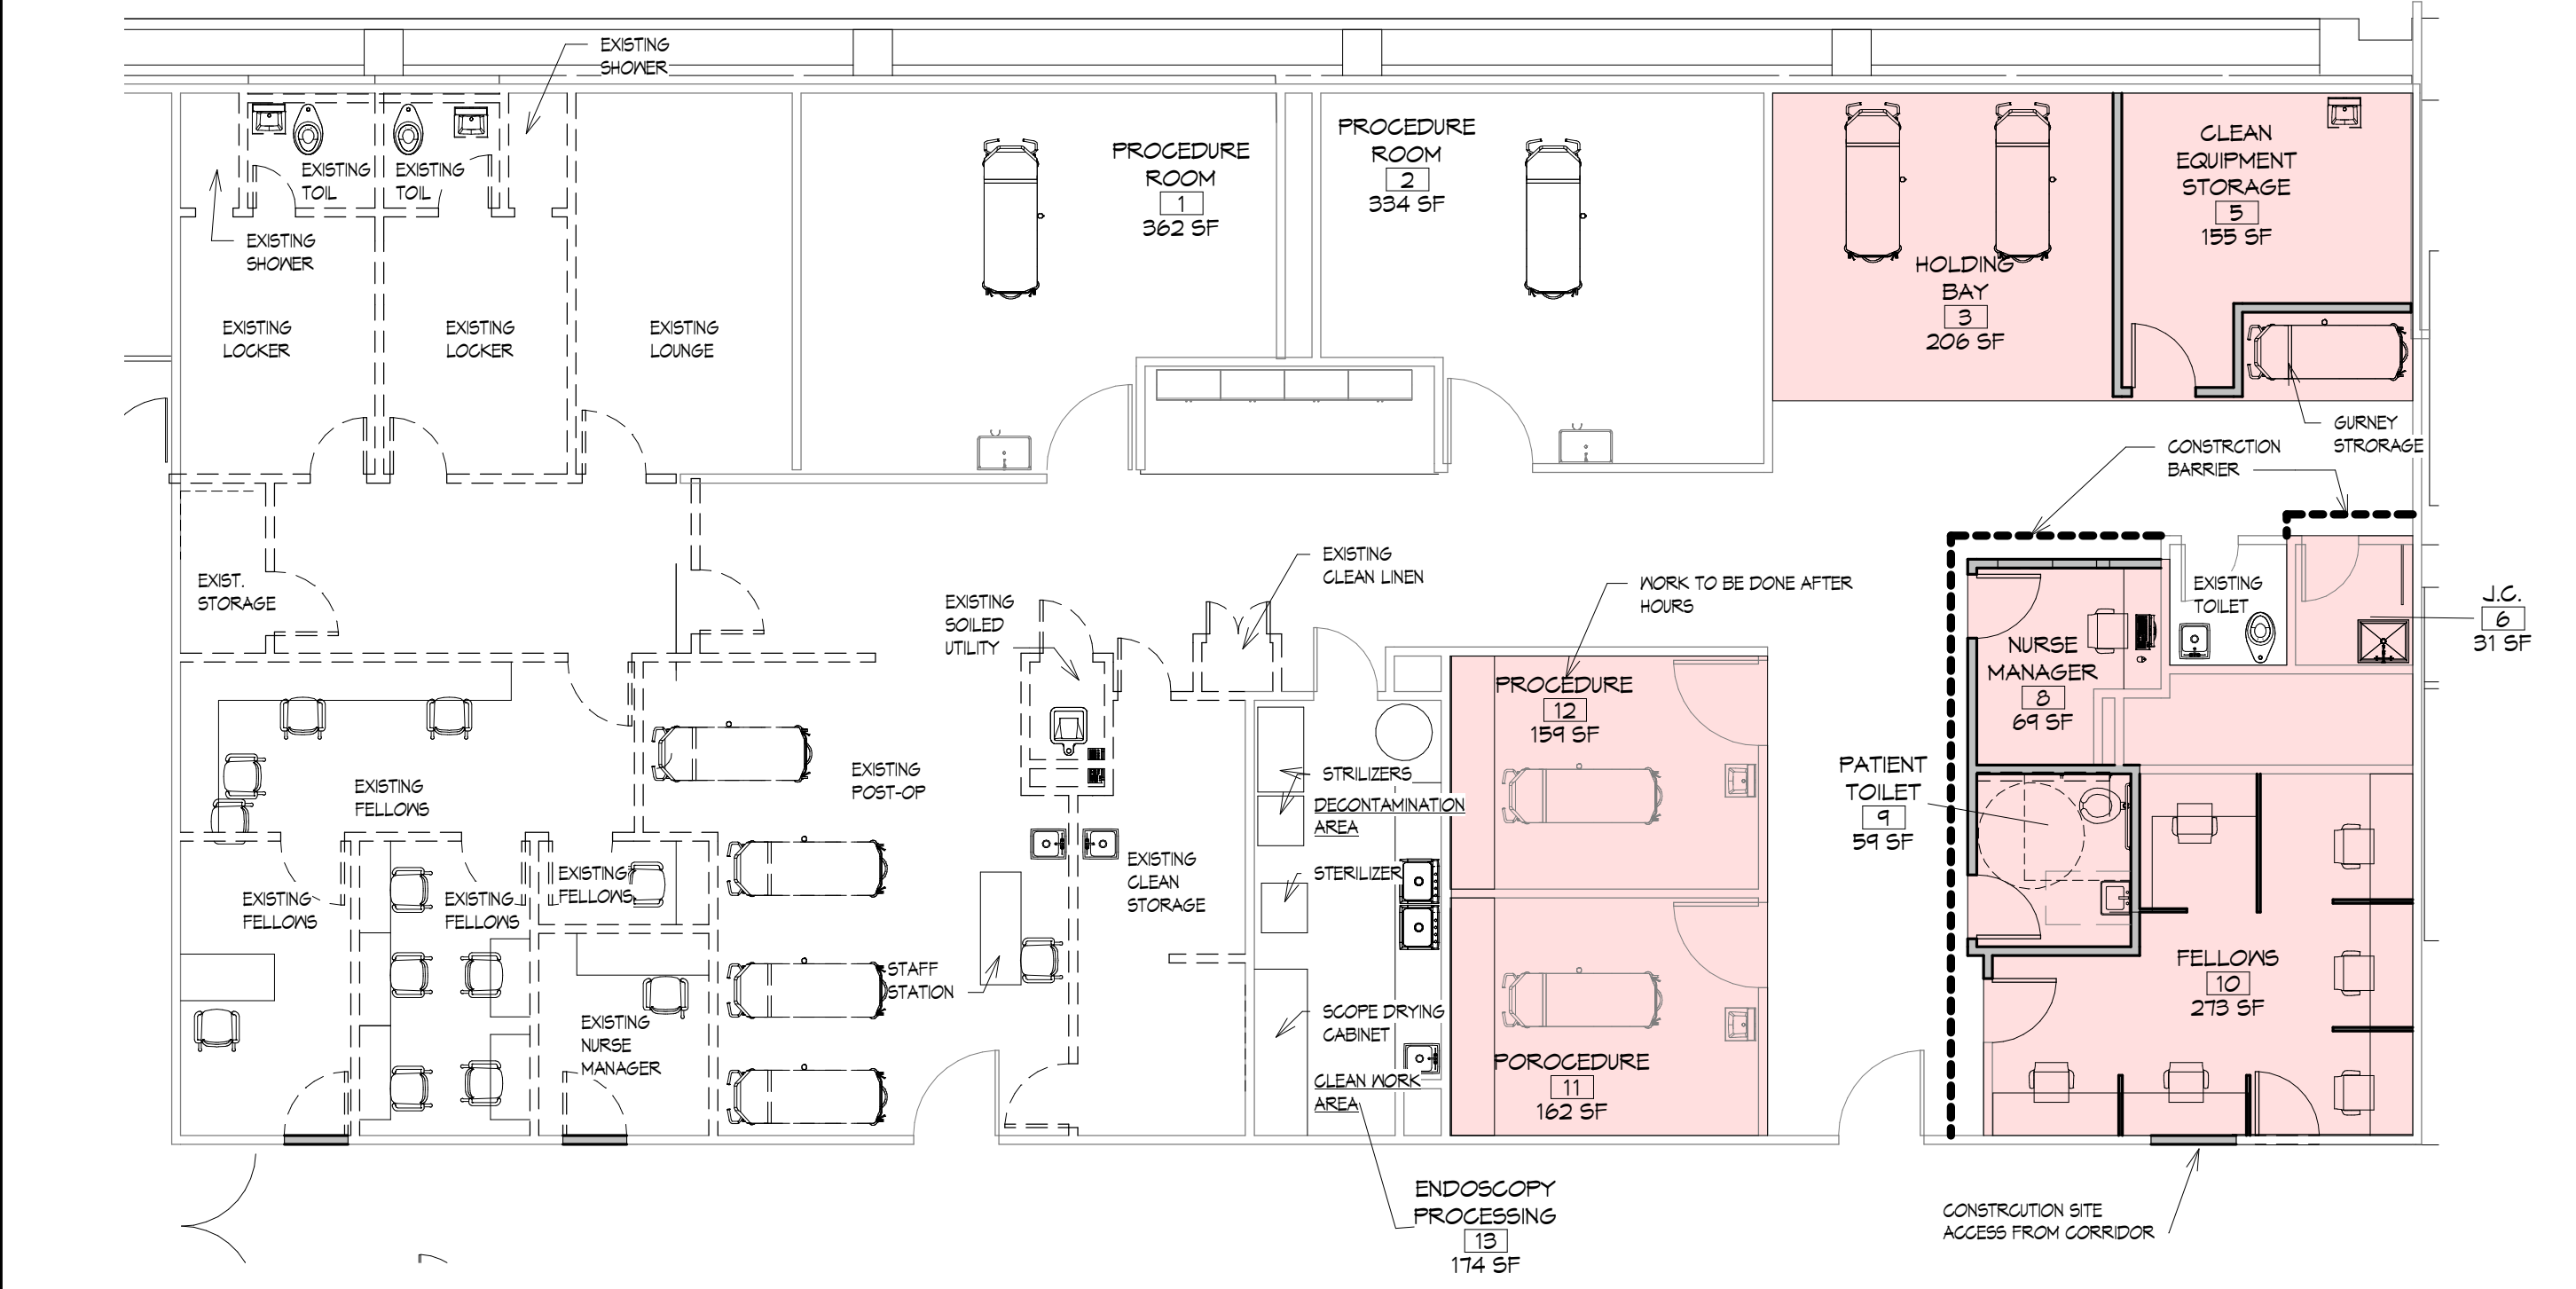 EXISTING
SHOWER
EXISTING
TOIL
EXISTING
TOIL
EXISTING
SHOWER
EXISTING
LOCKER
EXISTING
LOCKER
EXISTING
LOUNGE
PROCEDURE
ROOM
1
362 SF
PROCEDURE
ROOM
2
334 SF
HOLDING
BAY
3
206 SF
CLEAN
EQUIPMENT
STORAGE
5
155 SF
GURNEY
STRORAGE
CONSTRCTION
BARRIER
EXIST.
STORAGE
EXISTING
SOILED
UTILITY
EXISTING
CLEAN LINEN
WORK TO BE DONE AFTER
HOURS
EXISTING
TOILET
J.C.
6
31 SF
NURSE
MANAGER
8
69 SF
PROCEDURE
12
159 SF
EXISTING
FELLOWS
EXISTING
POST-OP
STRILIZERS
DECONTAMINATION
AREA
PATIENT
TOILET
9
59 SF
EXISTING
FELLOWS
EXISTING
FELLOWS
EXISTING
FELLOWS
EXISTING
CLEAN
STORAGE
STERILIZER
STAFF
STATION
FELLOWS
10
273 SF
EXISTING
NURSE
MANAGER
SCOPE DRYING
CABINET
POROCEDURE
11
162 SF
CLEAN WORK
AREA
ENDOSCOPY
PROCESSING
13
174 SF
CONSTRCUTION SITE
ACCESS FROM CORRIDOR